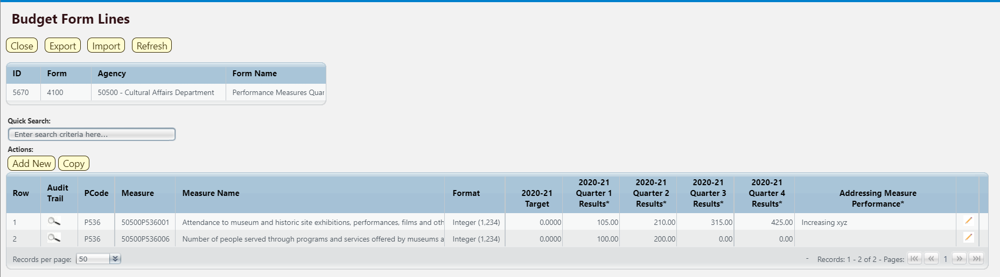 Budget Form Lines
Close Export Import Refresh
ID Form Agency Form Name
5670 4100 50500 - Cultural Affairs Department Performance Measures Quar
Quick Search:
Enter search criteria here...
Actions:
Add New Copy
Row Audit Trail PCode Measure Measure Name Format 2020-21 Target 2020-21 Quarter 1 Results* 2020-21 Quarter 2 Results* 2020-21 Quarter 3 Results* 2020-21 Quarter 4 Results* Addressing Measure Performance*
1 P536 50500P536001 Attendance to museum and historic site exhibitions, performances, films and oth Integer (1,234) 0.0000 105.00 210.00 315.00 425.00 Increasing xyz
2 P536 50500P536006 Number of people served through programs and services offered by museums a Integer (1,234) 0.0000 100.00 200.00 0.00 0.00
Records per page: 50 - Records: 1 - 2 of 2 - Pages: 1